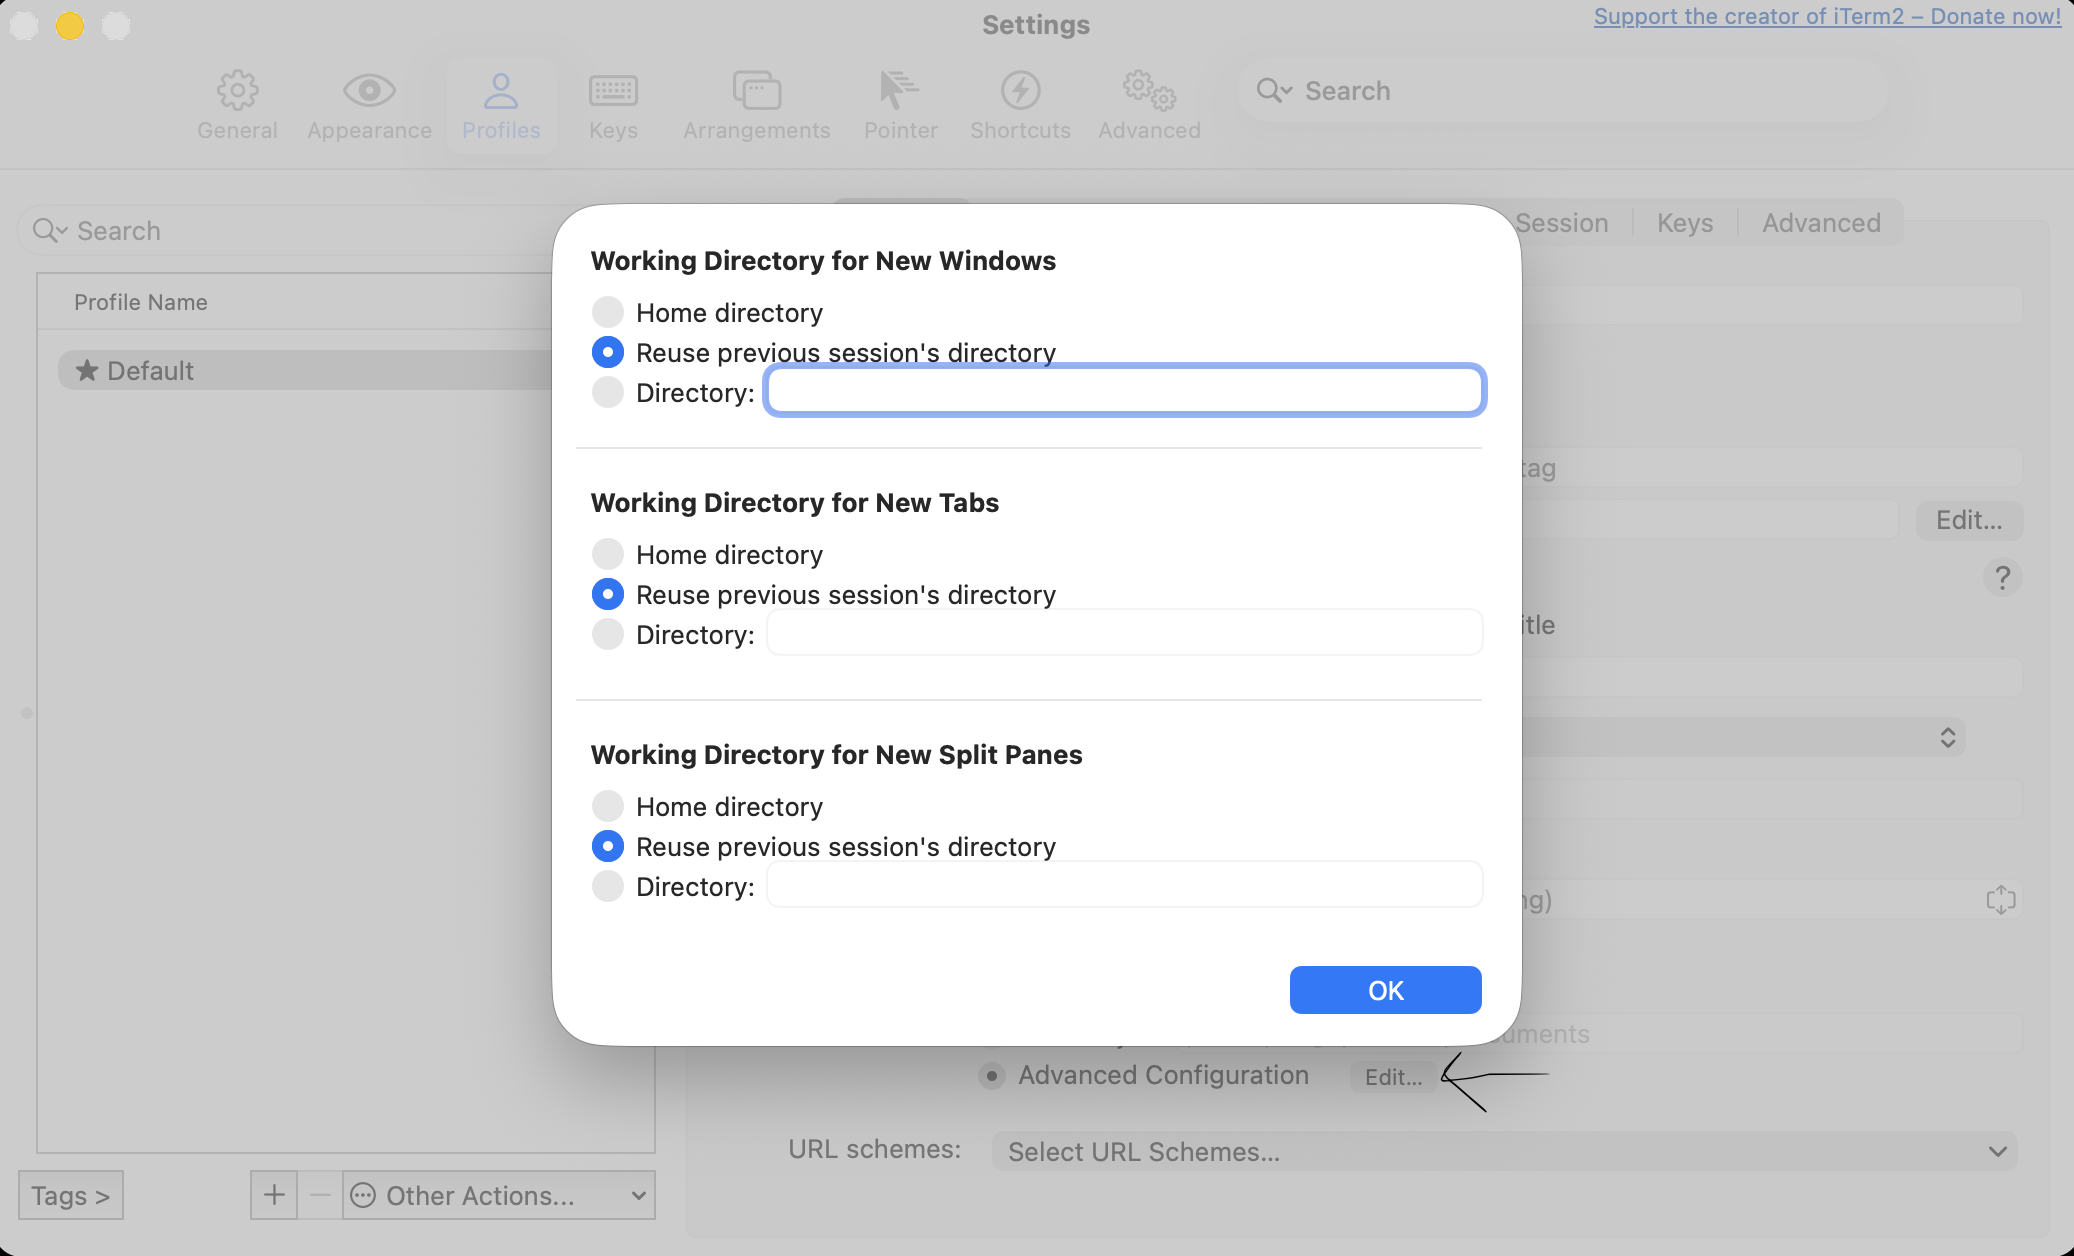 Settings
Support the creator of iTerm2 – Donate now!
General
Appearance
Profiles
Keys
Arrangements
Pointer
Shortcuts
Advanced
Search
Search
Session
Keys
Advanced
Profile Name
★ Default
Working Directory for New Windows
Home directory
Reuse previous session's directory
Directory:
tag
Working Directory for New Tabs
Edit...
Home directory
?
Reuse previous session's directory
Directory:
itle
Working Directory for New Split Panes
Home directory
Reuse previous session's directory
Directory:
ng)
OK
uments
Advanced Configuration
Edit...
URL schemes:
Select URL Schemes...
Tags >
+
−
Other Actions...